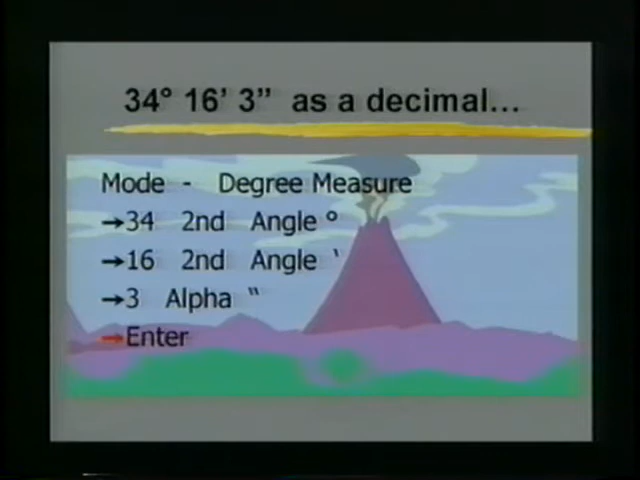 34° 16’ 3” as a decimal...
Mode - Degree Measure
→34 2nd Angle °
→16 2nd Angle '
→3 Alpha “
→Enter